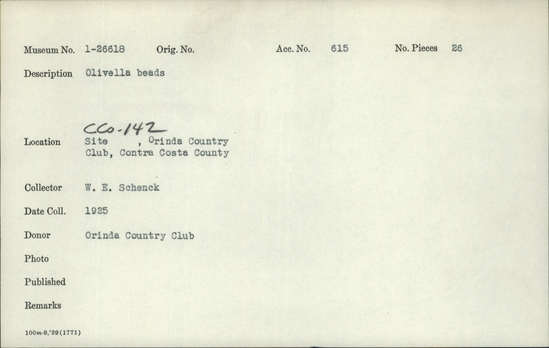 Museum No. 1-26618 Orig. No. Acc. No. 615 No. Pieces 26
Description Olivella beads
CCo-142
Location Site , Orinda Country
Club, Contra Costa County
Collector W. E. Schenck
Date Coll. 1925
Donor Orinda Country Club
Photo
Published
Remarks
100m-8,'29(1771)